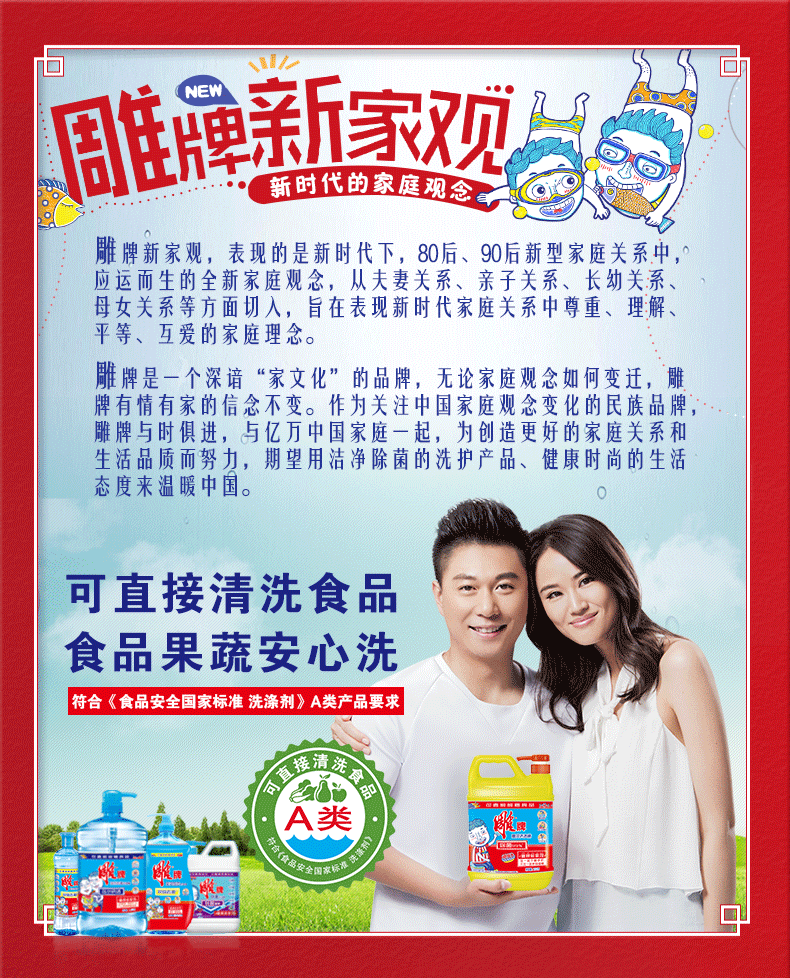 NEW
雕牌新家观
新时代的家庭观念
雕牌新家观，表现的是新时代下，80后、90后新型家庭关系中，
应运而生的全新家庭观念，从夫妻关系、亲子关系、长幼关系、
母女关系等方面切入，旨在表现新时代家庭关系中尊重、理解、
平等、互爱的家庭理念。
雕牌是一个深谙“家文化”的品牌，无论家庭观念如何变迁，雕
牌有情有家的信念不变。作为关注中国家庭观念变化的民族品牌，
雕牌与时俱进，与亿万中国家庭一起，为创造更好的家庭关系和
生活品质而努力，期望用洁净除菌的洗护产品、健康时尚的生活
态度来温暖中国。
可直接清洗食品
食品果蔬安心洗
符合《食品安全国家标准 洗涤剂》A类产品要求
可直接清洗食品
A类
符合《食品安全国家标准 洗涤剂》
雕牌
雕牌
雕牌
雕牌
雕牌